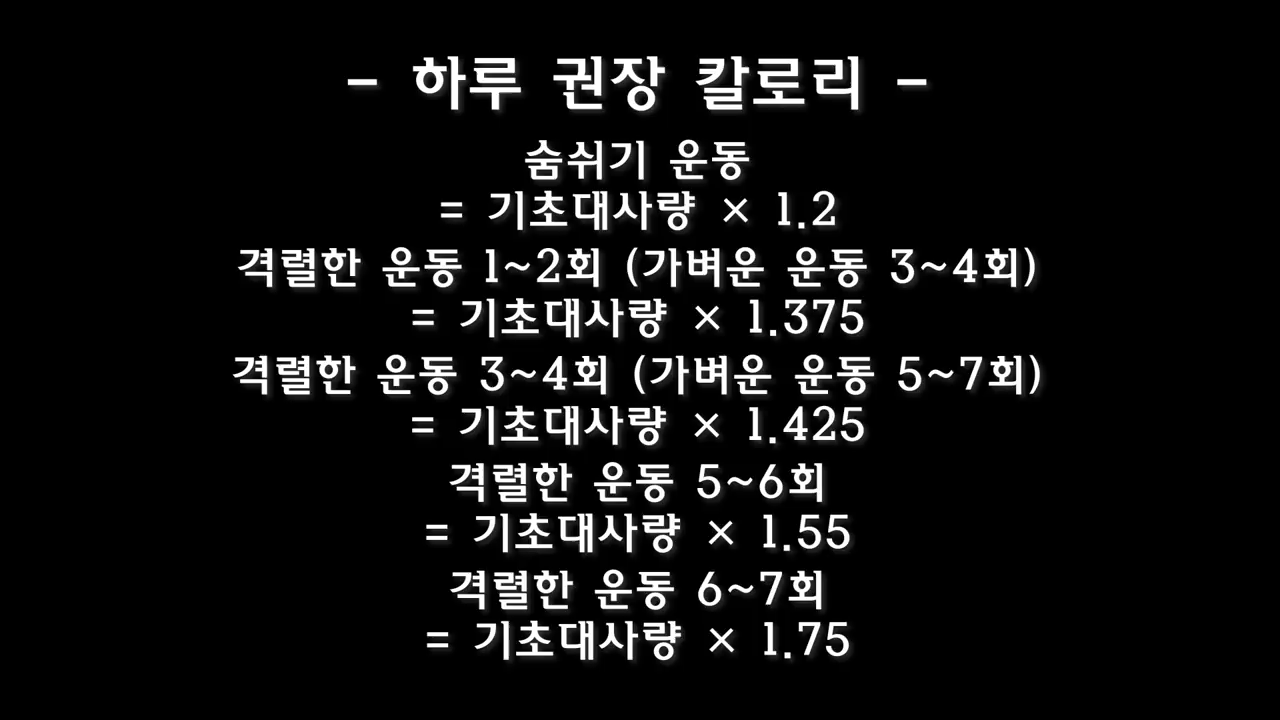 - 하루 권장 칼로리 -
숨쉬기 운동
= 기초대사량 × 1.2
격렬한 운동 1~2회 (가벼운 운동 3~4회)
= 기초대사량 × 1.375
격렬한 운동 3~4회 (가벼운 운동 5~7회)
= 기초대사량 × 1.425
격렬한 운동 5~6회
= 기초대사량 × 1.55
격렬한 운동 6~7회
= 기초대사량 × 1.75